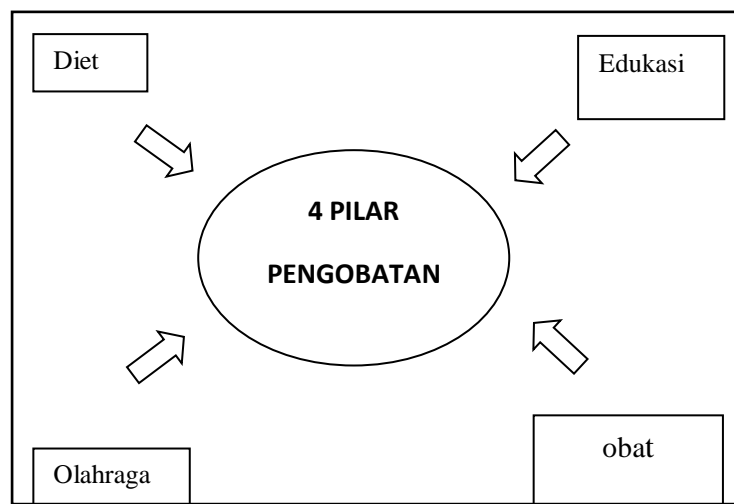 Diet
Edukasi
4 PILAR
PENGOBATAN
Olahraga
obat